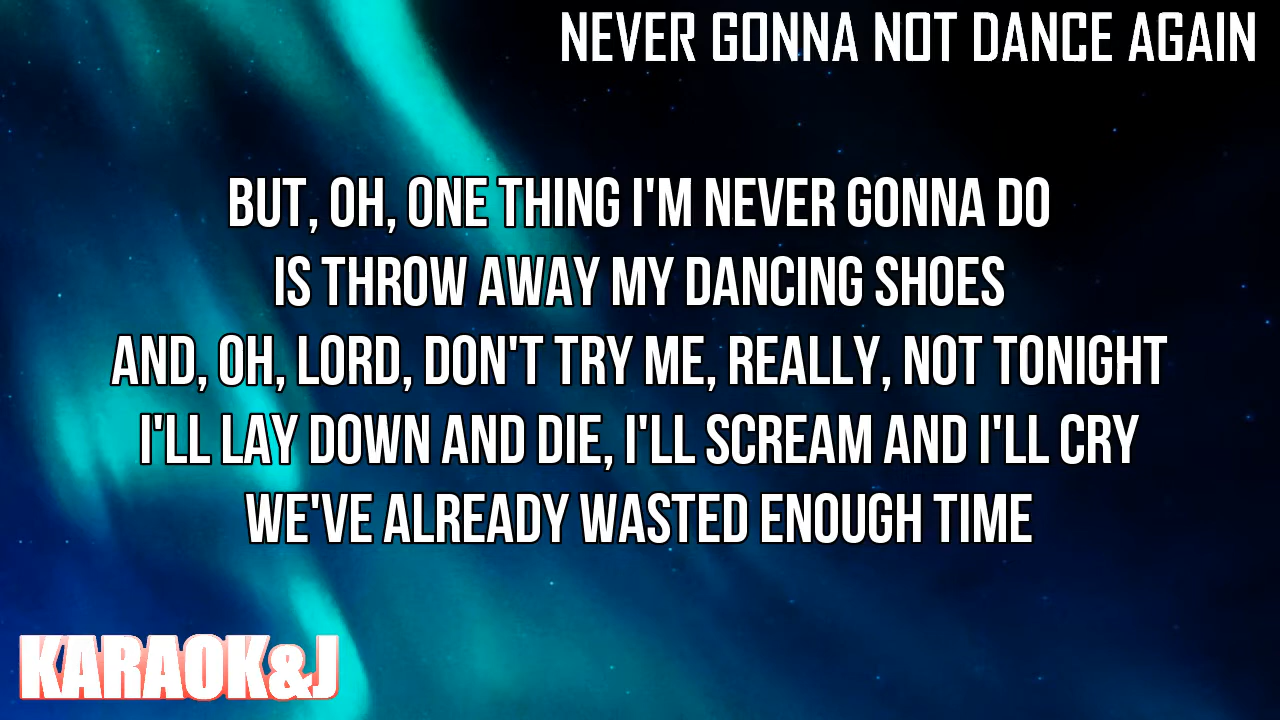 NEVER GONNA NOT DANCE AGAIN
BUT, OH, ONE THING I'M NEVER GONNA DO
IS THROW AWAY MY DANCING SHOES
AND, OH, LORD, DON'T TRY ME, REALLY, NOT TONIGHT
I'LL LAY DOWN AND DIE, I'LL SCREAM AND I'LL CRY
WE'VE ALREADY WASTED ENOUGH TIME
KARAOK&J